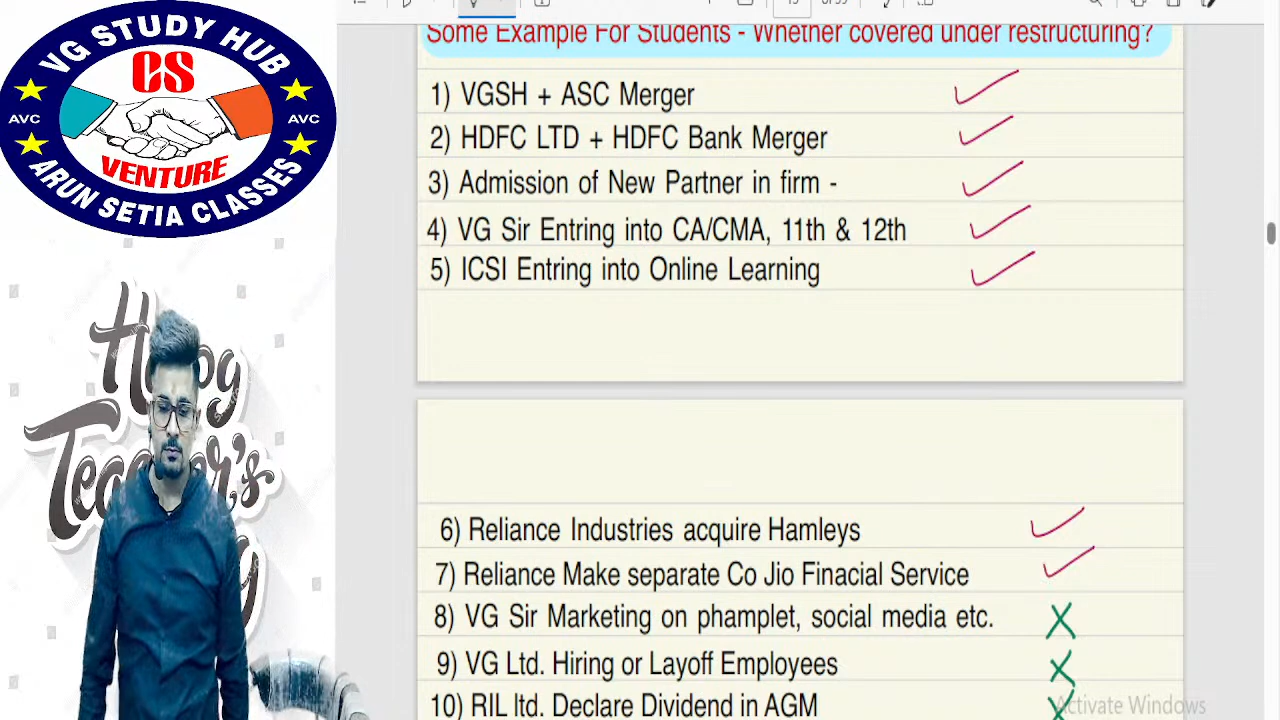 VG STUDY HUB
CS
AVC
AVC
VENTURE
ARUN SETIA CLASSES
Some Example For Students - Whether covered under restructuring?
1) VGSH + ASC Merger
2) HDFC LTD + HDFC Bank Merger
3) Admission of New Partner in firm -
4) VG Sir Entring into CA/CMA, 11th & 12th
5) ICSI Entring into Online Learning
6) Reliance Industries acquire Hamleys
7) Reliance Make separate Co Jio Finacial Service
8) VG Sir Marketing on phamplet, social media etc.
9) VG Ltd. Hiring or Layoff Employees
10) RIL ltd. Declare Dividend in AGM
Activate Windows